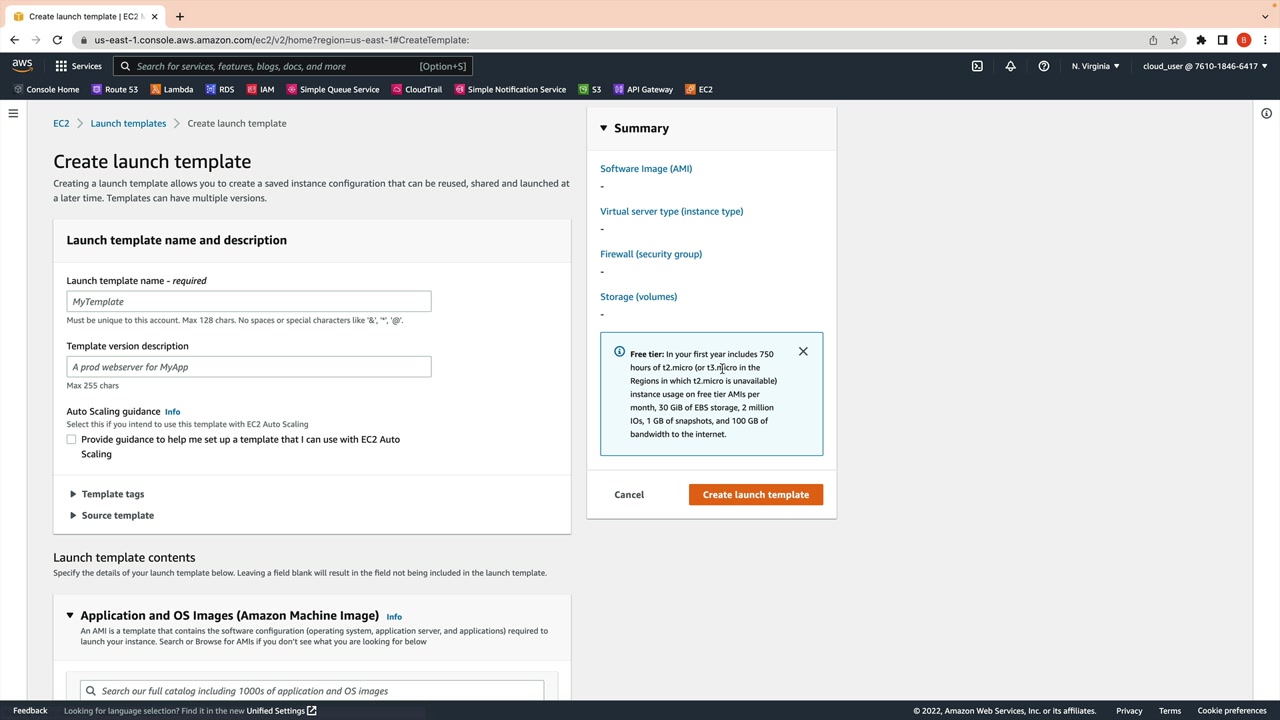 Create launch template | EC2 M
us-east-1.console.aws.amazon.com/ec2/v2/home?region=us-east-1#CreateTemplate:
B
aws
Services
Search for services, features, blogs, docs, and more
[Option+S]
N. Virginia
cloud_user @ 7610-1846-6417
Console Home
Route 53
Lambda
RDS
IAM
Simple Queue Service
CloudTrail
Simple Notification Service
S3
API Gateway
EC2
EC2 > Launch templates > Create launch template
Create launch template
Creating a launch template allows you to create a saved instance configuration that can be reused, shared and launched at
a later time. Templates can have multiple versions.
Launch template name and description
Launch template name - required
MyTemplate
Must be unique to this account. Max 128 chars. No spaces or special characters like '&', '*', '@'.
Template version description
A prod webserver for MyApp
Max 255 chars
Auto Scaling guidance Info
Select this if you intend to use this template with EC2 Auto Scaling
Provide guidance to help me set up a template that I can use with EC2 Auto
Scaling
Template tags
Source template
Launch template contents
Specify the details of your launch template below. Leaving a field blank will result in the field not being included in the launch template.
Application and OS Images (Amazon Machine Image) Info
An AMI is a template that contains the software configuration (operating system, application server, and applications) required to
launch your instance. Search or Browse for AMIs if you don't see what you are looking for below
Search our full catalog including 1000s of application and OS images
Summary
Software Image (AMI)
-
Virtual server type (instance type)
-
Firewall (security group)
-
Storage (volumes)
-
Free tier: In your first year includes 750
hours of t2.micro (or t3.micro in the
Regions in which t2.micro is unavailable)
instance usage on free tier AMIs per
month, 30 GiB of EBS storage, 2 million
IOs, 1 GB of snapshots, and 100 GB of
bandwidth to the internet.
Cancel
Create launch template
Feedback
Looking for language selection? Find it in the new Unified Settings
© 2022, Amazon Web Services, Inc. or its affiliates.
Privacy
Terms
Cookie preferences